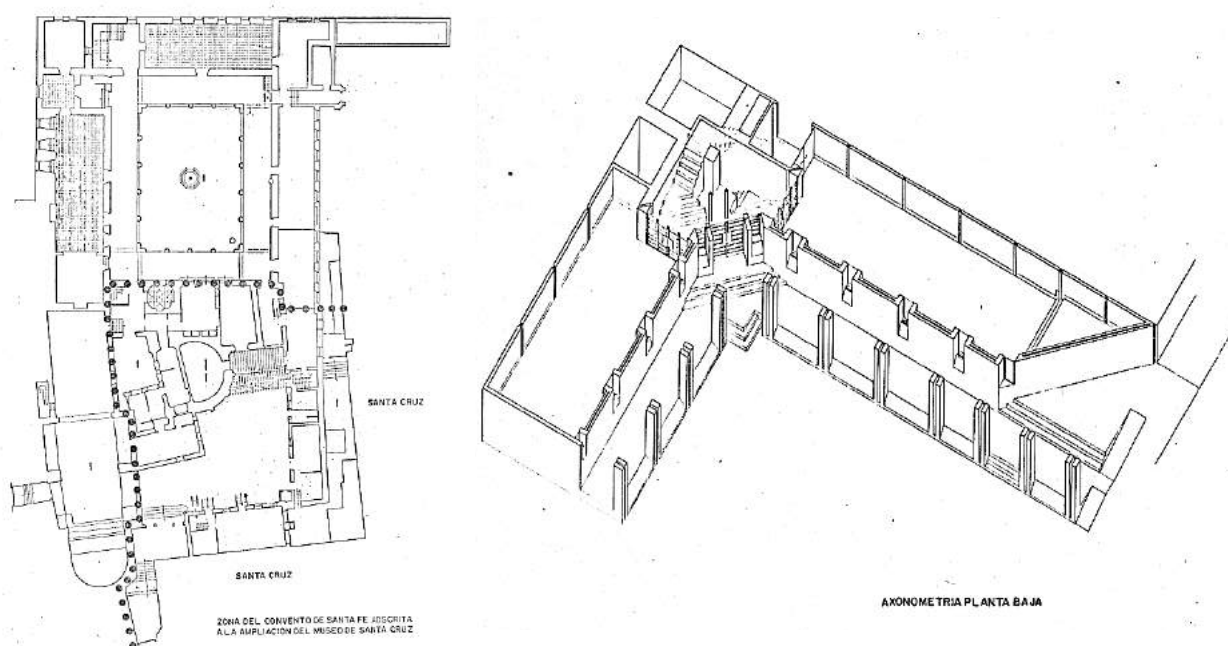 SANTA CRUZ
SANTA CRUZ
ZONA DEL CONVENTO DE SANTA FE ADSCRITA
A LA AMPLIACION DEL MUSEO DE SANTA CRUZ
AXONOMETRIA PLANTA BAJA